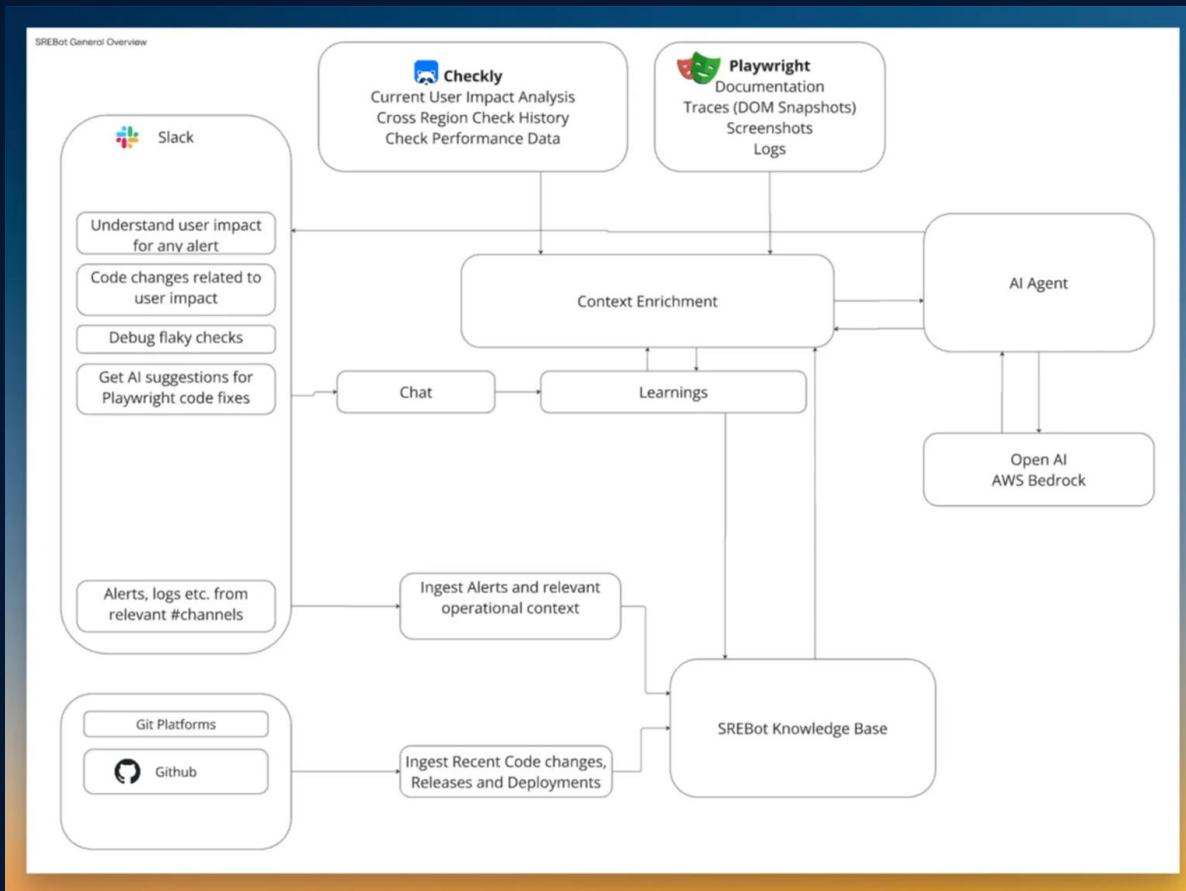 SREBot General Overview
Checkly
Current User Impact Analysis
Cross Region Check History
Check Performance Data
Playwright
Documentation
Traces (DOM Snapshots)
Screenshots
Logs
Slack
Understand user impact
for any alert
Code changes related to
user impact
Debug flaky checks
Get AI suggestions for
Playwright code fixes
Alerts, logs etc. from
relevant #channels
Context Enrichment
AI Agent
Chat
Learnings
Open AI
AWS Bedrock
Ingest Alerts and relevant
operational context
Git Platforms
Github
Ingest Recent Code changes,
Releases and Deployments
SREBot Knowledge Base